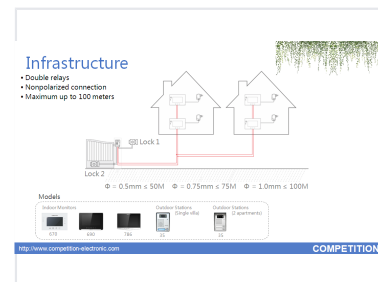 Infrastructure
• Double relays
• Nonpolarized connection
• Maximum up to 100 meters
Lock 1
Lock 2
Φ = 0.5mm ≤ 50M Φ = 0.75mm ≤ 75M Φ = 1.0mm ≤ 100M
Models
Indoor Monitors
Outdoor Stations
(Single villa)
Outdoor Stations
(2 apartments)
670
692
http://www.competition-electronic.com
COMPETITION